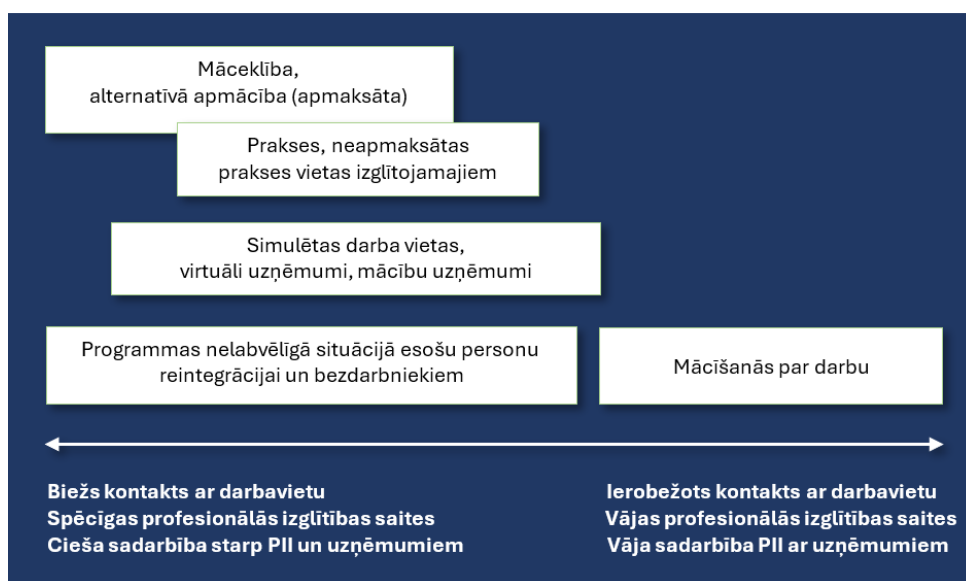 Māceklība,
alternatīvā apmācība (apmaksāta)
Prakses, neapmaksātas
prakses vietas izglītojamajiem
Simulētas darba vietas,
virtuāli uzņēmumi, mācību uzņēmumi
Programmas nelabvēlīgā situācijā esošu personu
reintegrācijai un bezdarbniekiem
Mācīšanās par darbu
Biežs kontakts ar darbavietu
Spēcīgas profesionālās izglītības saites
Cieša sadarbība starp PII un uzņēmumiem
Ierobežots kontakts ar darbavietu
Vājas profesionālās izglītības saites
Vāja sadarbība PII ar uzņēmumiem